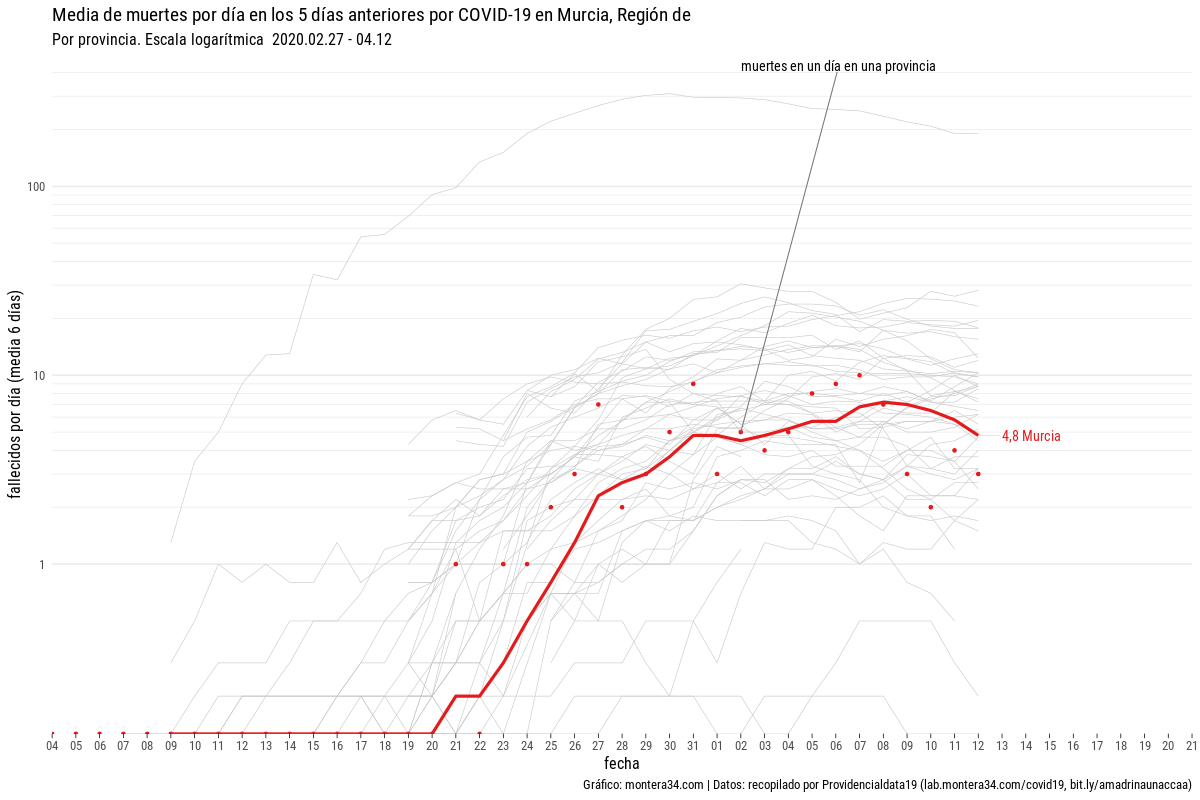 Media de muertes por día en los 5 días anteriores por COVID-19 en Murcia, Región de
Por provincia. Escala logarítmica  2020.02.27 - 04.12
muertes en un día en una provincia
100
10
1
fallecidos por día (media 6 días)
4,8 Murcia
04 05 06 07 08 09 10 11 12 13 14 15 16 17 18 19 20 21 22 23 24 25 26 27 28 29 30 31 01 02 03 04 05 06 07 08 09 10 11 12 13 14 15 16 17 18 19 20 21
fecha
Gráfico: montera34.com | Datos: recopilado por Providencialdata19 (lab.montera34.com/covid19, bit.ly/amadrinaunaccaa)